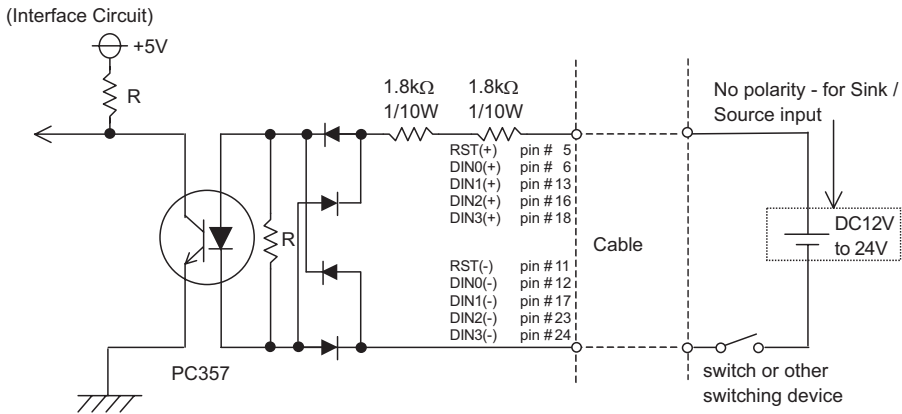 (Interface Circuit)
+5V
R
1.8kΩ 1.8kΩ
1/10W 1/10W
No polarity - for Sink /
Source input
RST(+) pin # 5
DIN0(+) pin # 6
DIN1(+) pin # 13
DIN2(+) pin # 16
DIN3(+) pin # 18
R
Cable
DC12V
to 24V
RST(-) pin # 11
DIN0(-) pin # 12
DIN1(-) pin # 17
DIN2(-) pin # 23
DIN3(-) pin # 24
PC357
switch or other
switching device